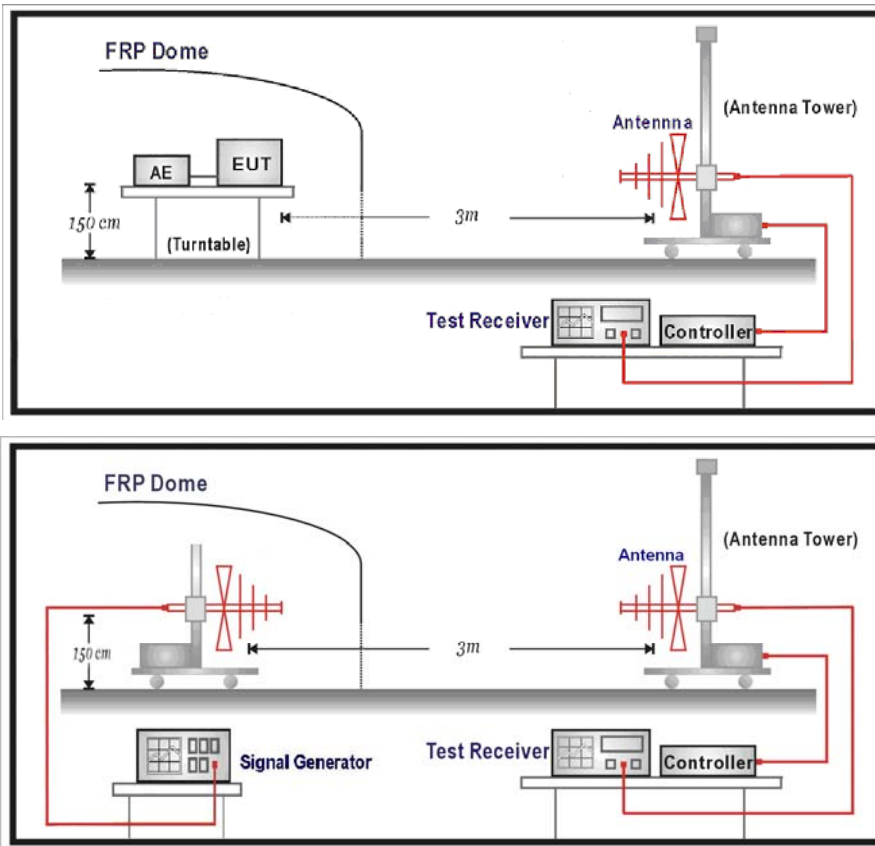 FRP Dome
(Antenna Tower)
Antennna
AE
EUT
150 cm
3m
(Turntable)
Test Receiver
Controller
FRP Dome
(Antenna Tower)
Antenna
150 cm
3m
Signal Generator
Test Receiver
Controller